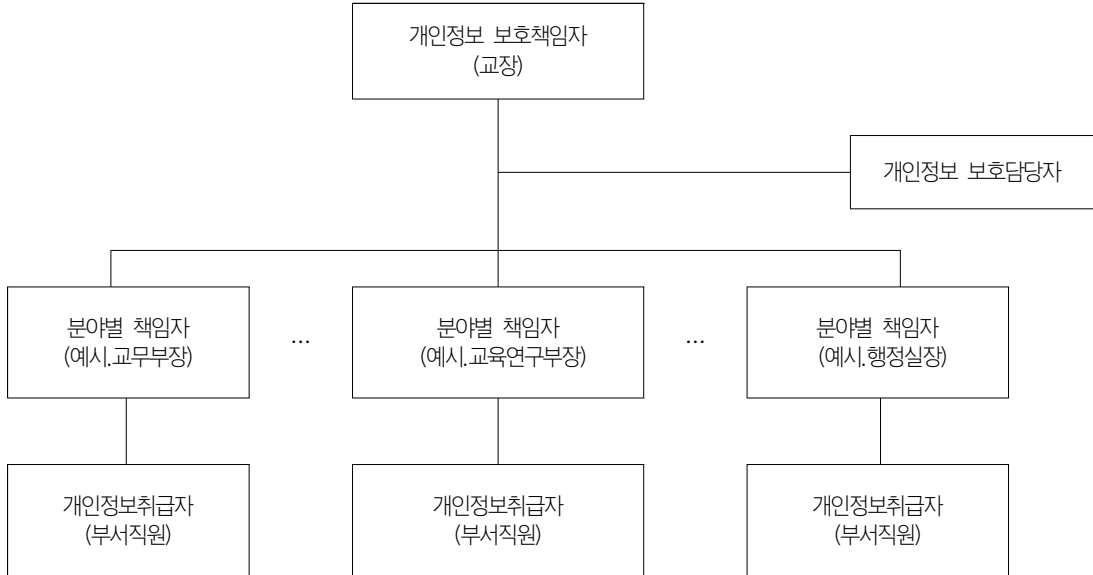 개인정보 보호책임자
(교장)
개인정보 보호담당자
분야별 책임자
(예시.교무부장)
...
분야별 책임자
(예시.교육연구부장)
...
분야별 책임자
(예시.행정실장)
개인정보취급자
(부서직원)
개인정보취급자
(부서직원)
개인정보취급자
(부서직원)